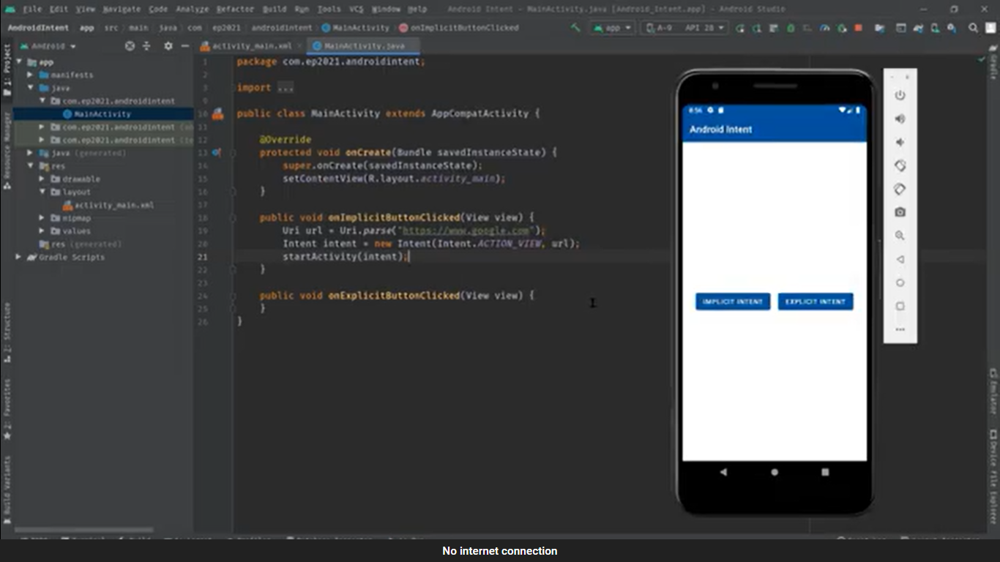 File Edit View Navigate Code Analyze Refactor Build Run Tools VCS Window Help Android Intent - MainActivity.java [Android_Intent.app] - Android Studio
AndroidIntent app src main java com ep2021 androidintent MainActivity onImplicitButtonClicked app A-9 API 28
Android activity_main.xml MainActivity.java
1: Project
Resource Manager
2: Structure
2: Favorites
Build Variants
app
manifests
java
com.ep2021.androidintent
MainActivity
com.ep2021.androidintent
com.ep2021.androidintent
java (generated)
res
drawable
layout
activity_main.xml
mipmap
values
res (generated)
Gradle Scripts
1 package com.ep2021.androidintent;
2
3 import ...
9
10 public class MainActivity extends AppCompatActivity {
11
12 @Override
13 protected void onCreate(Bundle savedInstanceState) {
14 super.onCreate(savedInstanceState);
15 setContentView(R.layout.activity_main);
16 }
17
18 public void onImplicitButtonClicked(View view) {
19 Uri url = Uri.parse("https://www.google.com");
20 Intent intent = new Intent(Intent.ACTION_VIEW, url);
21 startActivity(intent);
22 }
23
24 public void onExplicitButtonClicked(View view) {
25 }
26 }
8:56
Android Intent
IMPLICIT INTENT EXPLICIT INTENT
Gradle
Emulator
Device File Explorer
No internet connection